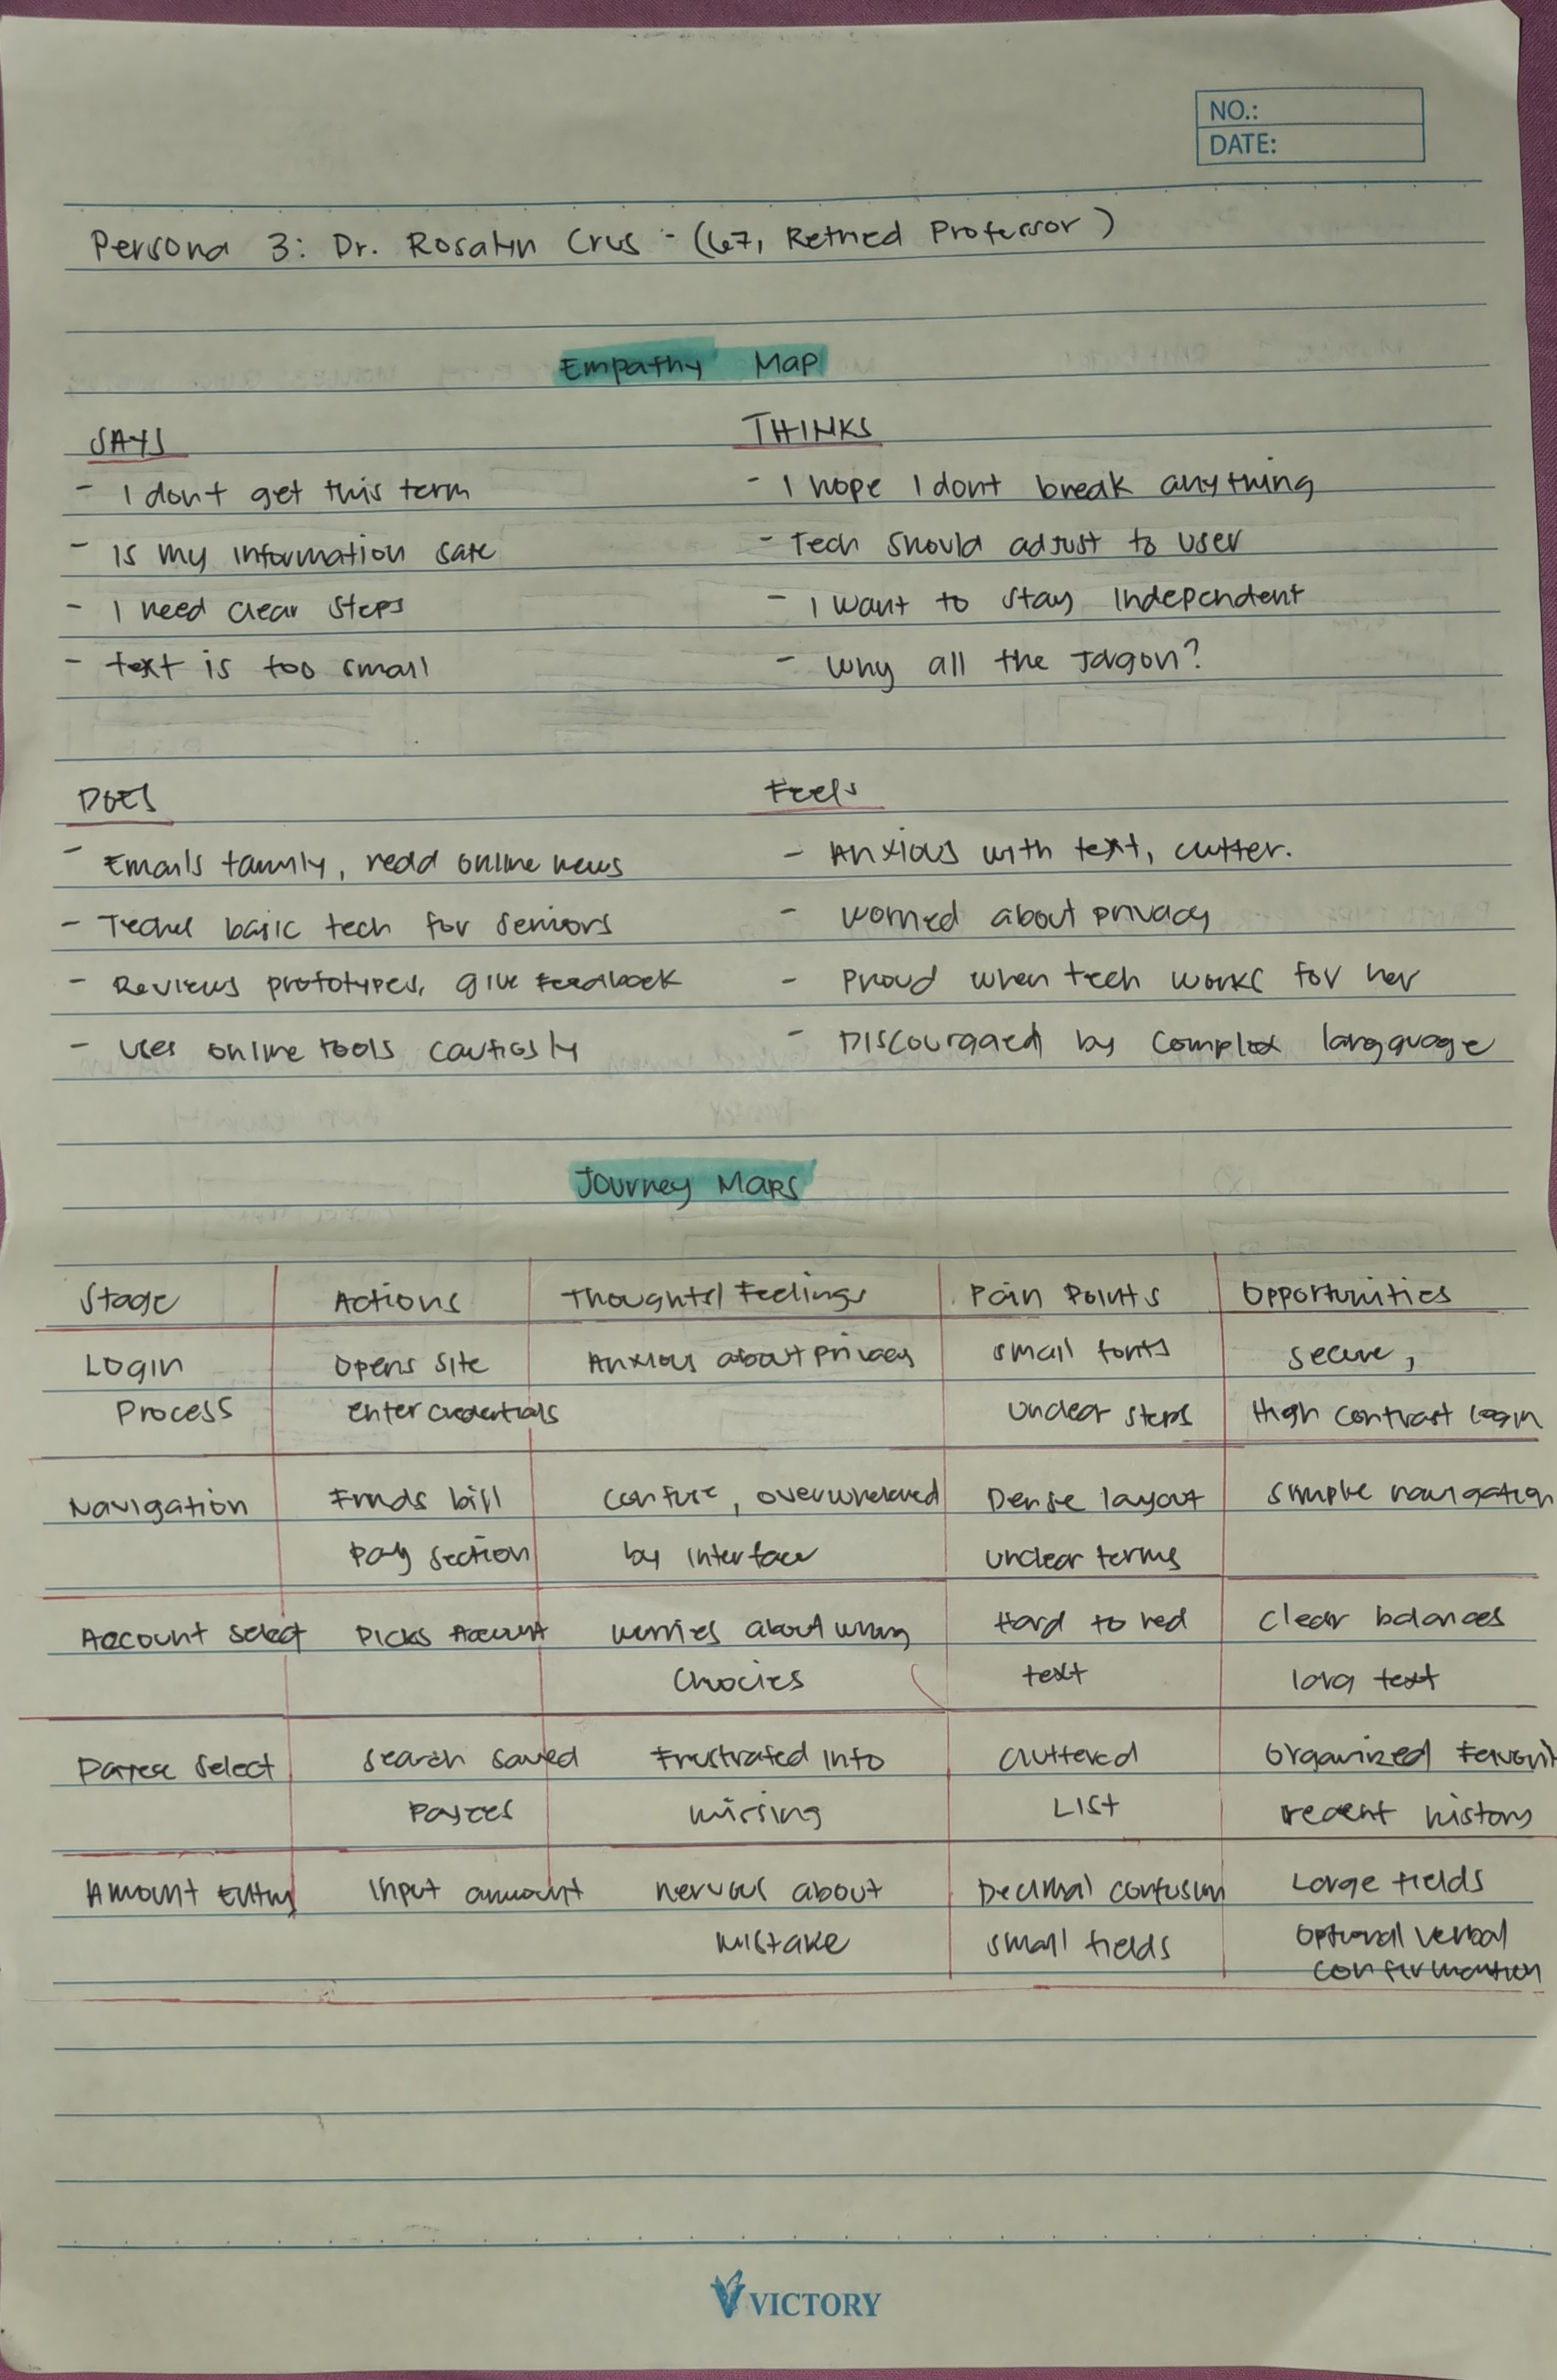 NO.:
DATE:
Persona 3: Dr. Rosalin Crus - (67, Retried Professor)
Empathy Map
SAYS THINKS
- I dont get this term - I hope I dont break anything
- Is my information safe - Tech should adjust to user
- I need clear steps - I want to stay independent
- text is too small - why all the Jargon?
DOES Feels
- Emails family, read online news - Anxious with text, cutter.
- Teches basic tech for seniors - worried about privacy
- Reviews prototypes, give feedback - Proud when tech works for her
- Uses online tools cautiosly - Discouraged by complex langguage
Journey Maps
Stage Actions Thoughts/ Feelings Pain Points Opportunities
Login Opens site Anxious about privacy small fonts secure,
Process enter credentials unclear steps High contrast login
Navigation Finds bill confuse, overwhelmed Dense layout simple navigation
pay section by interface unclear terms
Account select Picks Account worries about wrong Hard to red clear balances
chocies text larg text
Payee select search saved Frustrated info cluttered organized
payees missing List recent history
Amount Entry Input amount nervous about Decimal confusion Large fields
mistake small fields optional verbal
confirmation
VICTORY